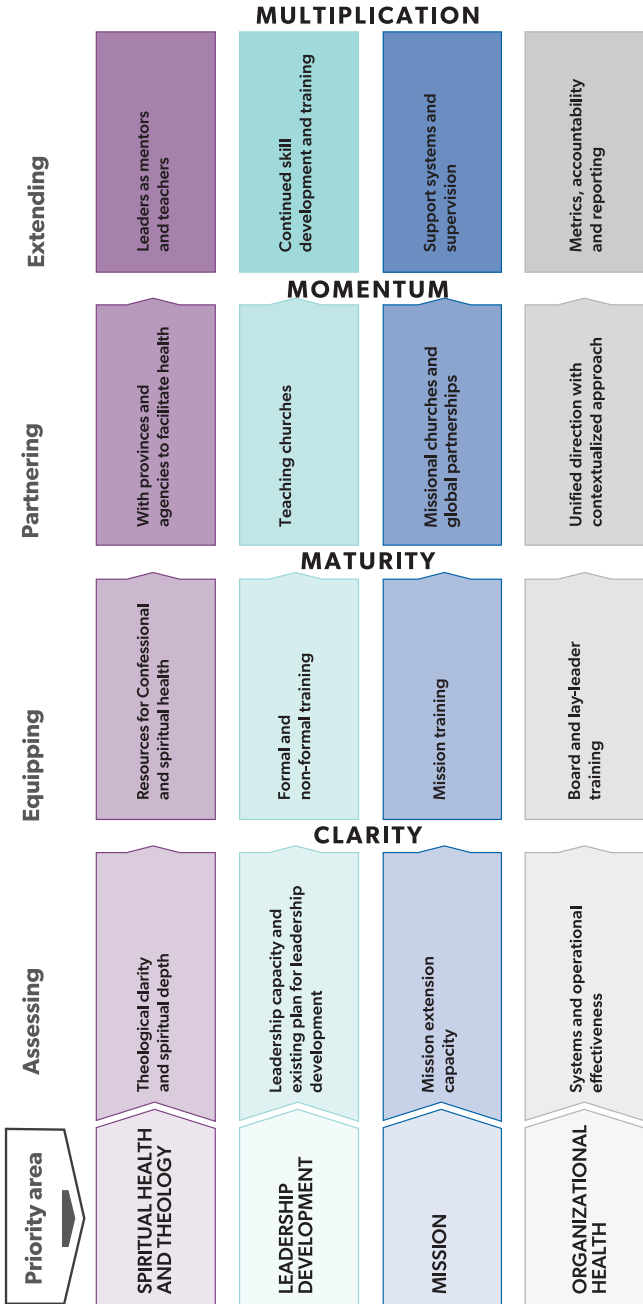 Priority area
Assessing
Equipping
Partnering
Extending
SPIRITUAL HEALTH
AND THEOLOGY
Theological clarity
and spiritual depth
Resources for Confessional
and spiritual health
With provinces and
agencies to facilitate health
Leaders as mentors
and teachers
LEADERSHIP
DEVELOPMENT
Leadership capacity and
existing plan for leadership
development
Formal and
non-formal training
Teaching churches
Continued skill
development and training
MISSION
Mission extension
capacity
Mission training
Missional churches and
global partnerships
Support systems and
supervision
ORGANIZATIONAL
HEALTH
Systems and operational
effectiveness
Board and lay-leader
training
Unified direction with
contextualized approach
Metrics, accountability
and reporting
CLARITY
MATURITY
MOMENTUM
MULTIPLICATION